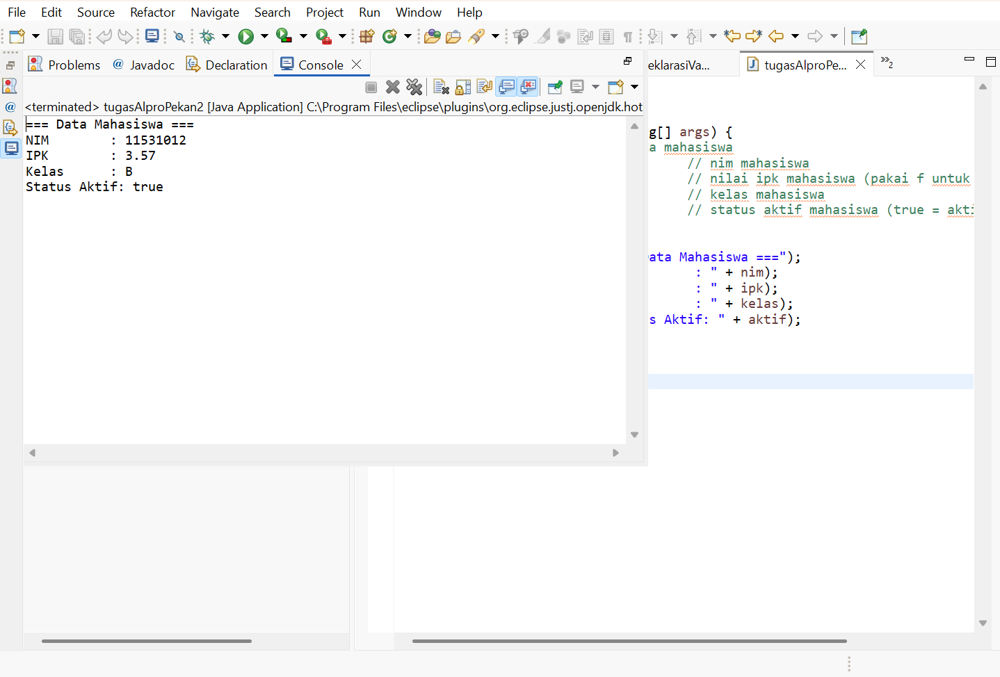 File Edit Source Refactor Navigate Search Project Run Window Help
Problems @ Javadoc Declaration Console
eklarasiVa... tugasAlproPe... »2
<terminated> tugasAlproPekan2 [Java Application] C:\Program Files\eclipse\plugins\org.eclipse.justj.openjdk.hot
=== Data Mahasiswa ===
NIM : 11531012
IPK : 3.57
Kelas : B
Status Aktif: true
g[] args) {
a mahasiswa
// nim mahasiswa
// nilai ipk mahasiswa (pakai f untuk
// kelas mahasiswa
// status aktif mahasiswa (true = akti
ata Mahasiswa ===");
: " + nim);
: " + ipk);
: " + kelas);
s Aktif: " + aktif);